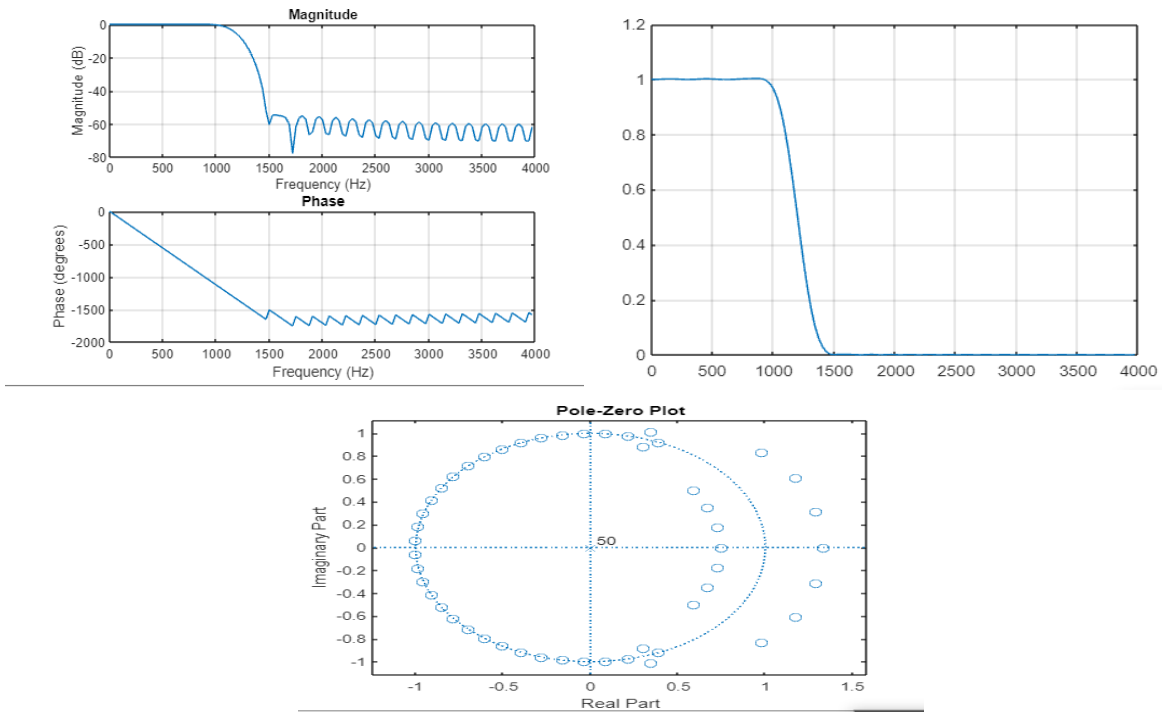 Magnitude
Magnitude (dB)
0
-20
-40
-60
-80
0 500 1000 1500 2000 2500 3000 3500 4000
Frequency (Hz)
Phase
Phase (degrees)
0
-500
-1000
-1500
-2000
0 500 1000 1500 2000 2500 3000 3500 4000
Frequency (Hz)
1.2
1
0.8
0.6
0.4
0.2
0
0 500 1000 1500 2000 2500 3000 3500 4000
Pole-Zero Plot
Imaginary Part
1
0.8
0.6
0.4
0.2
0
-0.2
-0.4
-0.6
-0.8
-1
50
-1 -0.5 0 0.5 1 1.5
Real Part